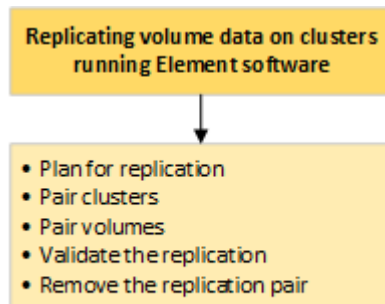 Replicating volume data on clusters
running Element software
• Plan for replication
• Pair clusters
• Pair volumes
• Validate the replication
• Remove the replication pair